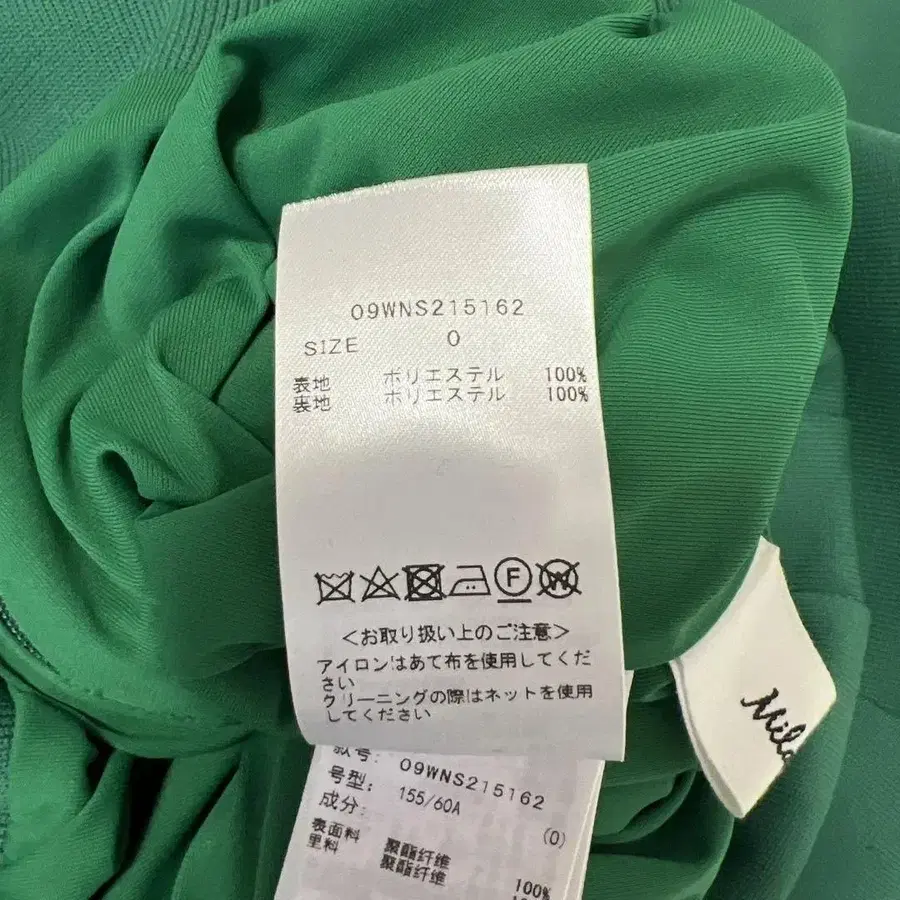 09WNS215162
SIZE 0
表地 ポリエステル 100%
裏地 ポリエステル 100%
F
W
<お取り扱い上のご注意>
アイロンはあて布を使用してくだ
さい
クリーニングの際はネットを使用
してください
款号: 09WNS215162
号型: 155/60A (0)
成分:
表面料 聚酯纤维 100%
里料 聚酯纤维 100%